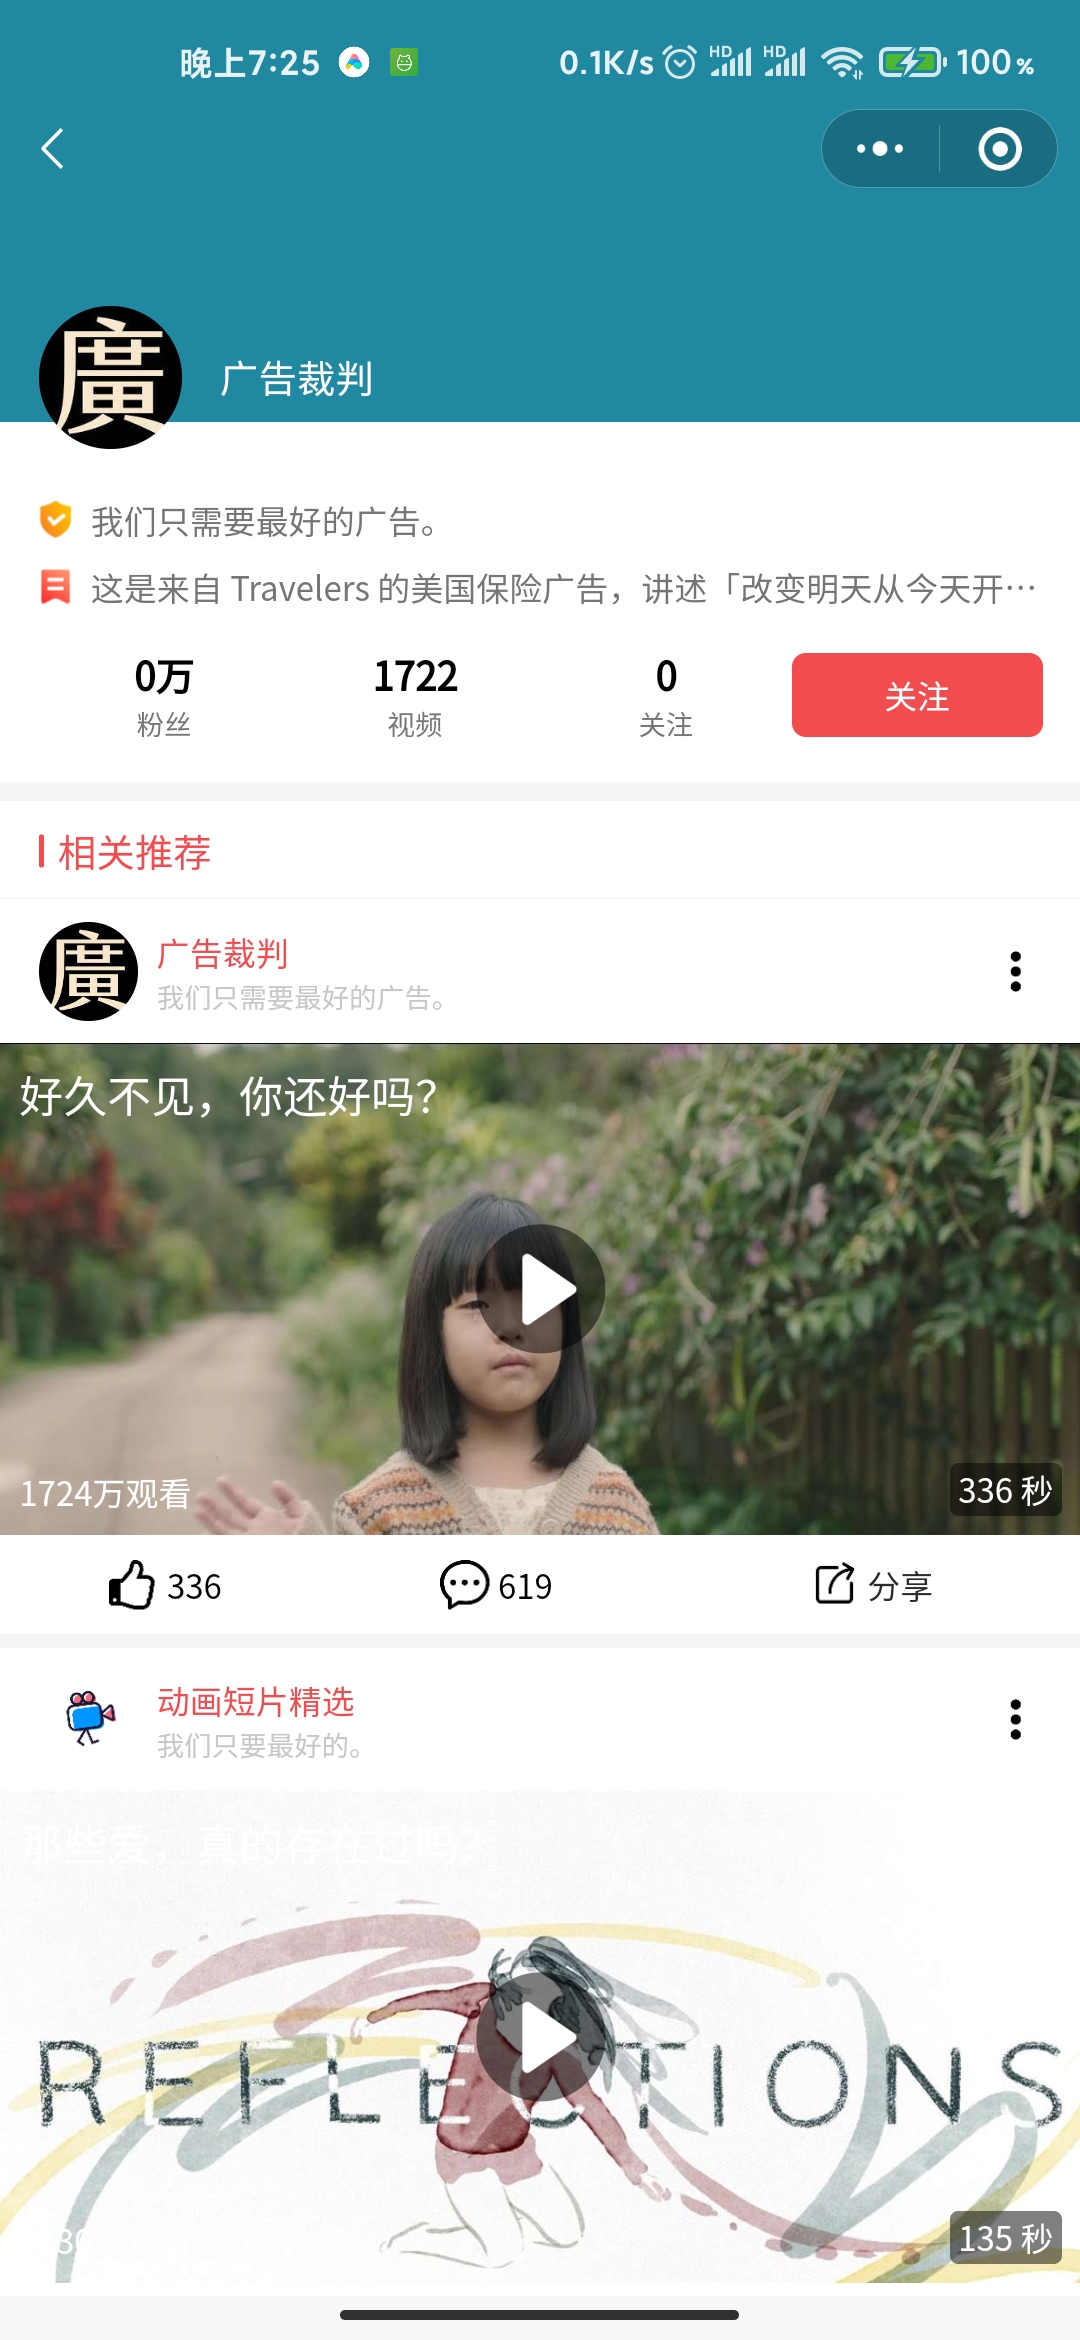 晚上7:25
0.1K/s HD HD 100%
廣
广告裁判
我们只需要最好的广告。
这是来自 Travelers 的美国保险广告，讲述「改变明天从今天开…
0万 1722 0
粉丝 视频 关注
关注
相关推荐
廣
广告裁判
我们只需要最好的广告。
好久不见，你还好吗？
1724万观看
336 秒
336 619 分享
动画短片精选
我们只要最好的。
那些爱，真的存在过吗？
REFLECTIONS
135 秒